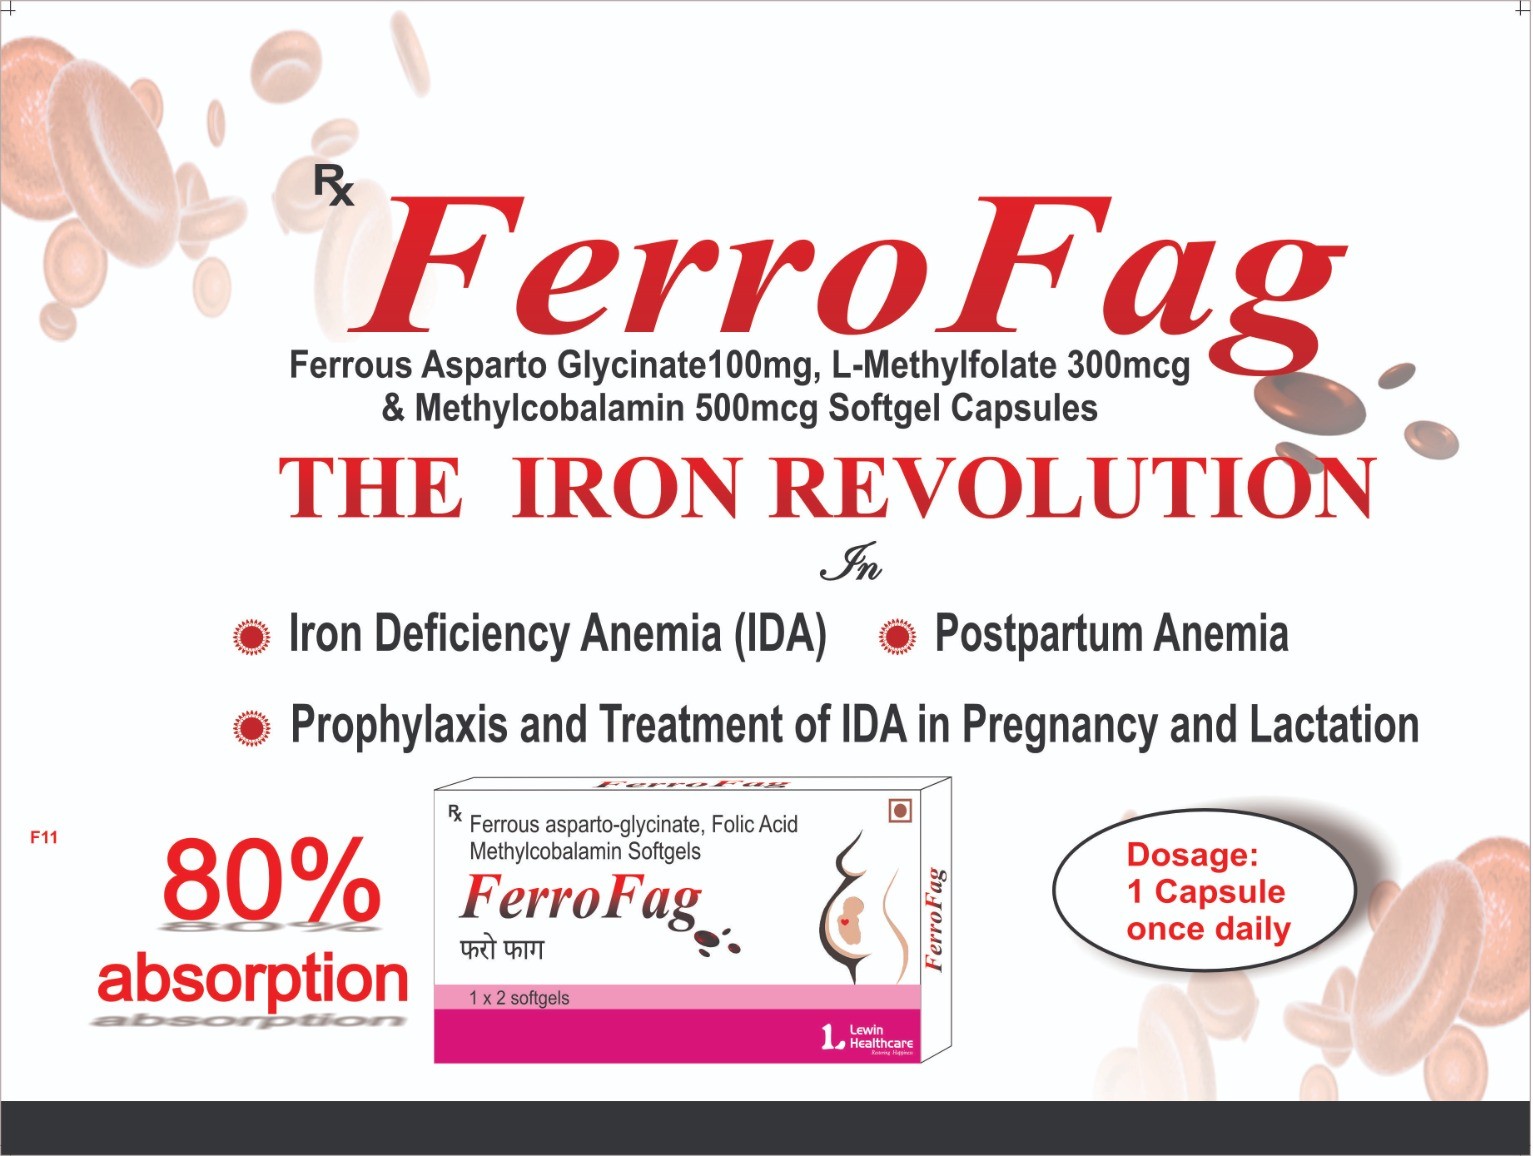 Rx
FerroFag
Ferrous Asparto Glycinate100mg, L-Methylfolate 300mcg
& Methylcobalamin 500mcg Softgel Capsules
THE IRON REVOLUTION
In
Iron Deficiency Anemia (IDA)
Postpartum Anemia
Prophylaxis and Treatment of IDA in Pregnancy and Lactation
F11
80%
absorption
FerroFag
Rx Ferrous asparto-glycinate, Folic Acid
Methylcobalamin Softgels
FerroFag
फरो फाग
1 x 2 softgels
Lewin
Healthcare
Restoring Happiness
FerroFag
Dosage:
1 Capsule
once daily